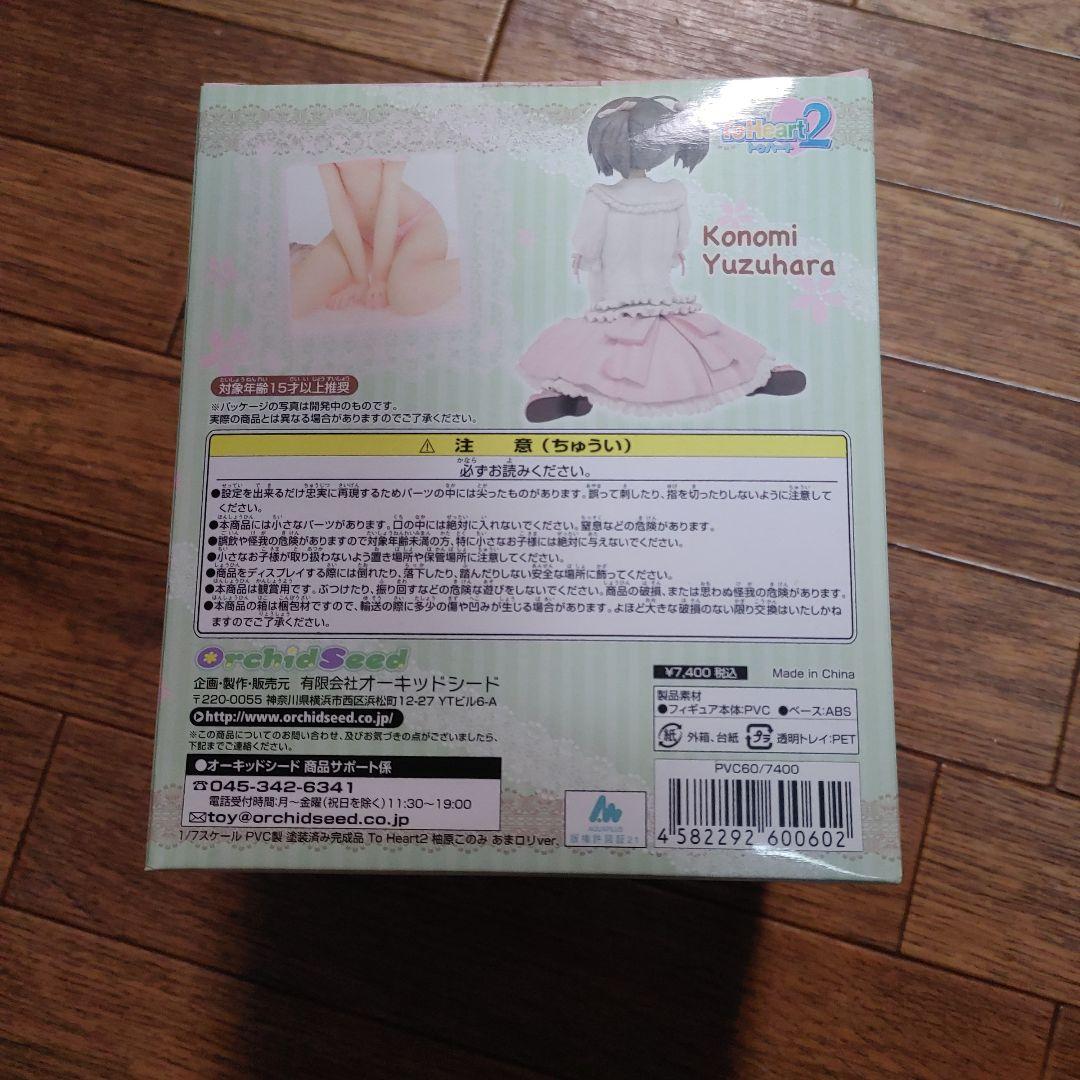 To Heart2
トゥハート
Konomi
Yuzuhara
対象年齢15才以上推奨
※パッケージの写真は開発中のものです。
実際の商品とは異なる場合がありますのでご了承ください。
⚠ 注 意(ちゅうい)
必ずお読みください。
●設定を出来るだけ忠実に再現するためパーツの中には尖ったものがあります。誤って刺したり、指を切ったりしないように注意して
ください。
●本商品には小さなパーツがあります。口の中には絶対に入れないでください。窒息などの危険があります。
●誤飲や怪我の危険がありますので対象年齢未満の方、特に小さなお子様には絶対に与えないでください。
●小さなお子様が取り扱わないよう置き場所や保管場所に注意してください。
●商品をディスプレイする際には倒れたり、落下したり、踏んだりしない安全な場所に飾ってください。
●本商品は観賞用です。ぶつけたり、振り回すなどの危険な遊びをしないでください。商品の破損、または思わぬ怪我の危険があります。
●本商品の箱は梱包材ですので、輸送の際に多少の傷や凹みが生じる場合があります。よほど大きな破損のない限り交換はいたしかね
ますのでご了承ください。
OrchidSeed
企画・製作・販売元 有限会社オーキッドシード
〒220-0055 神奈川県横浜市西区浜松町12-27 YTビル6-A
http://www.orchidseed.co.jp/
※この商品についてのお問い合わせ、及びお気づきの点がございましたら、
下記までご連絡ください。
●オーキッドシード 商品サポート係
☎045-342-6341
電話受付時間:月〜金曜(祝日を除く)11:30〜19:00
✉toy@orchidseed.co.jp
1/7スケール PVC製 塗装済み完成品 To Heart2 柚原このみ あまロリver.
¥7,400 税込
Made in China
製品素材
●フィギュア本体:PVC ●ベース:ABS
紙 外箱、台紙 プラ 透明トレイ:PET
PVC60/7400
4 582292 600602
AQUAPLUS
版権許諾証21